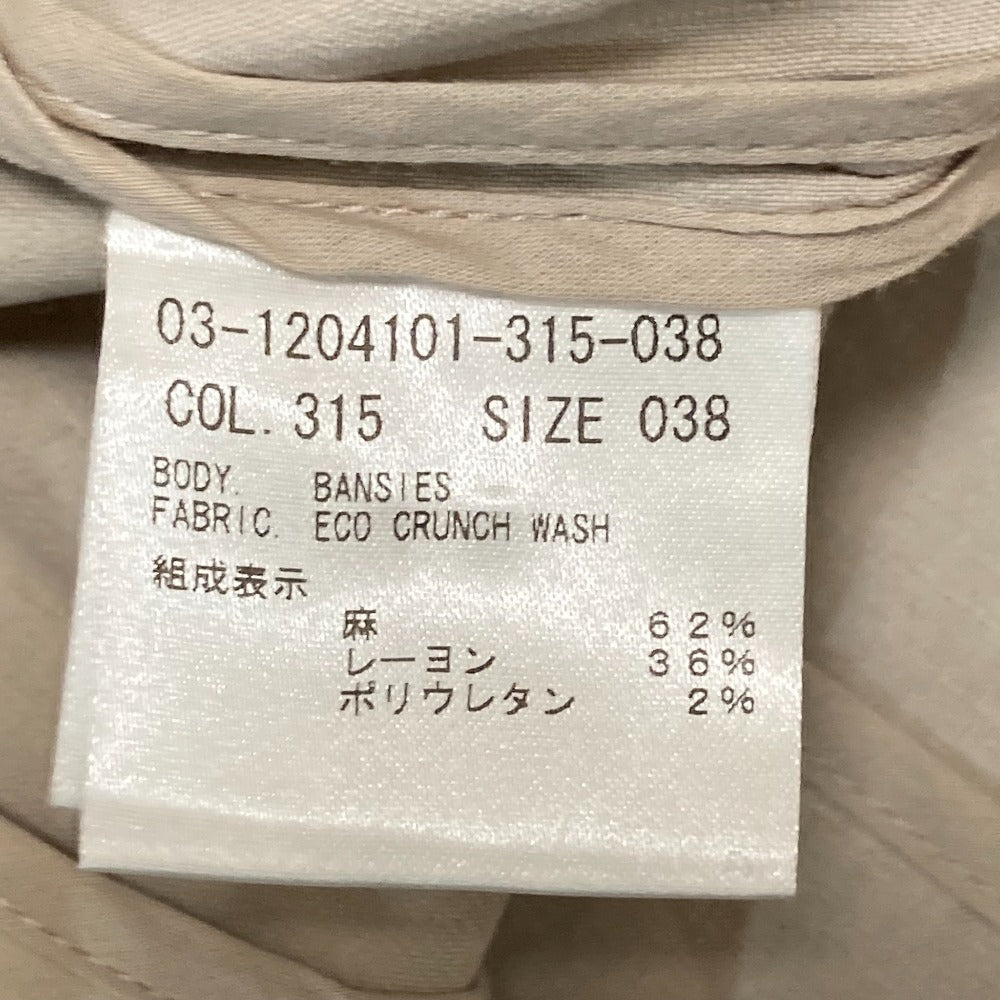 03-1204101-315-038
COL. 315 SIZE 038
BODY. BANSIES
FABRIC. ECO CRUNCH WASH
組成表示
麻 62%
レーヨン 36%
ポリウレタン 2%